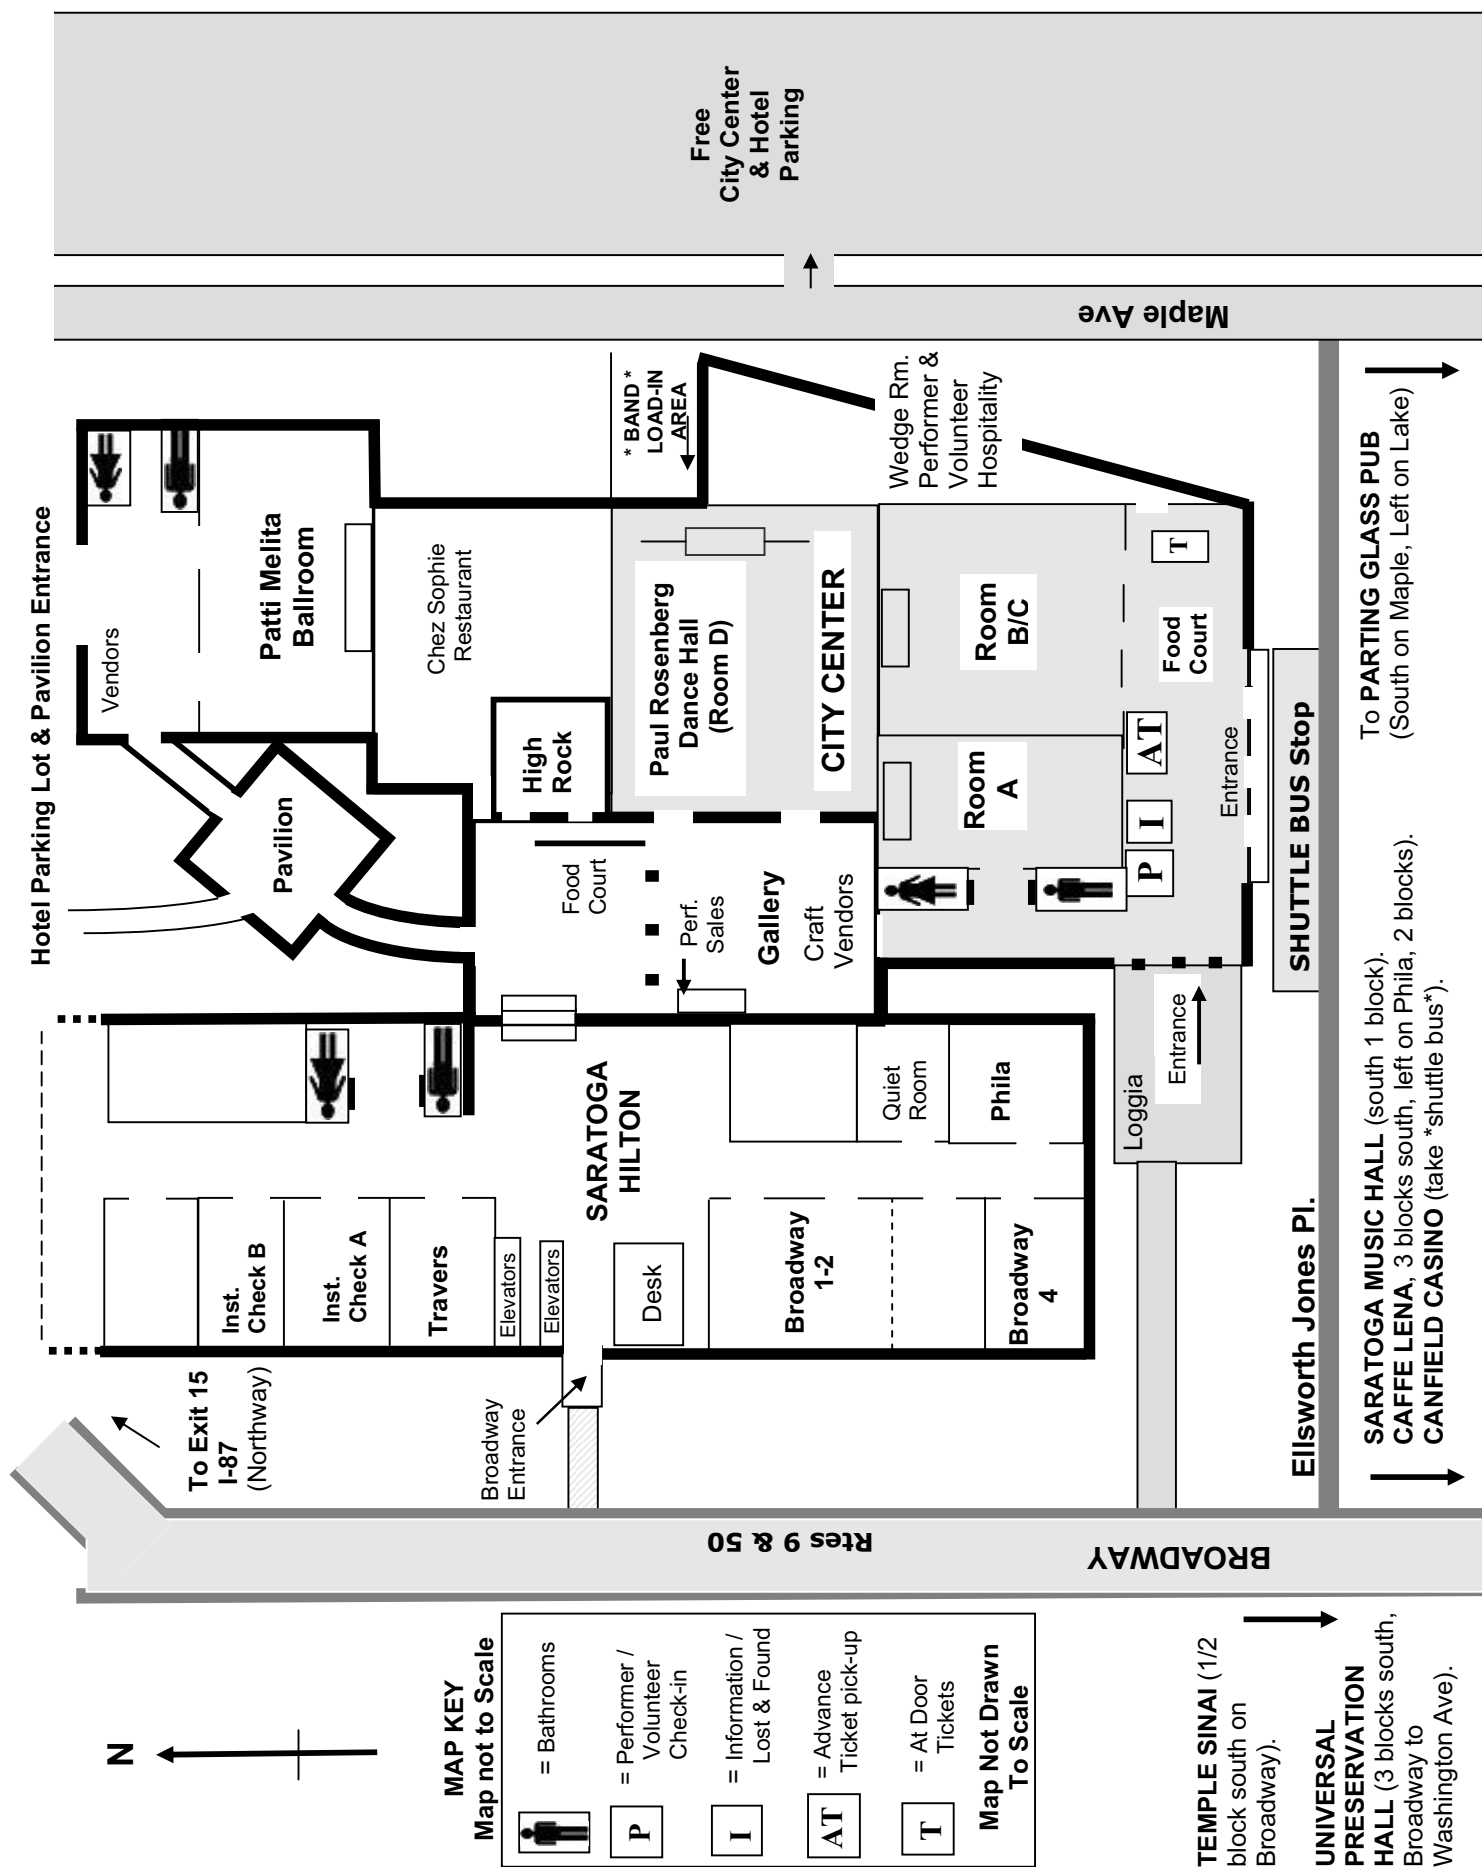 Hotel Parking Lot & Pavilion Entrance
Free
City Center
& Hotel
Parking
Maple Ave
Vendors
Patti Melita
Ballroom
Chez Sophie
Restaurant
* BAND *
LOAD-IN
AREA
Wedge Rm.
Performer &
Volunteer
Hospitality
Pavilion
High
Rock
Paul Rosenberg
Dance Hall
(Room D)
CITY CENTER
Room
B/C
Room
A
T
Food
Court
AT
I
P
Entrance
Food
Court
Perf.
Sales
Gallery
Craft
Vendors
SHUTTLE BUS Stop
To PARTING GLASS PUB
(South on Maple, Left on Lake)
Inst.
Check B
Inst.
Check A
Travers
Elevators
Elevators
SARATOGA
HILTON
Desk
Broadway
1-2
Broadway
4
Quiet
Room
Phila
Loggia
Entrance
Ellsworth Jones Pl.
SARATOGA MUSIC HALL (south 1 block).
CAFFE LENA, 3 blocks south, left on Phila, 2 blocks).
CANFIELD CASINO (take *shuttle bus*).
To Exit 15
I-87
(Northway)
Broadway
Entrance
Rtes 9 & 50
BROADWAY
N
MAP KEY
Map not to Scale
= Bathrooms
P = Performer /
Volunteer
Check-in
I = Information /
Lost & Found
AT = Advance
Ticket pick-up
T = At Door
Tickets
Map Not Drawn
To Scale
TEMPLE SINAI (1/2
block south on
Broadway).
UNIVERSAL
PRESERVATION
HALL (3 blocks south,
Broadway to
Washington Ave).